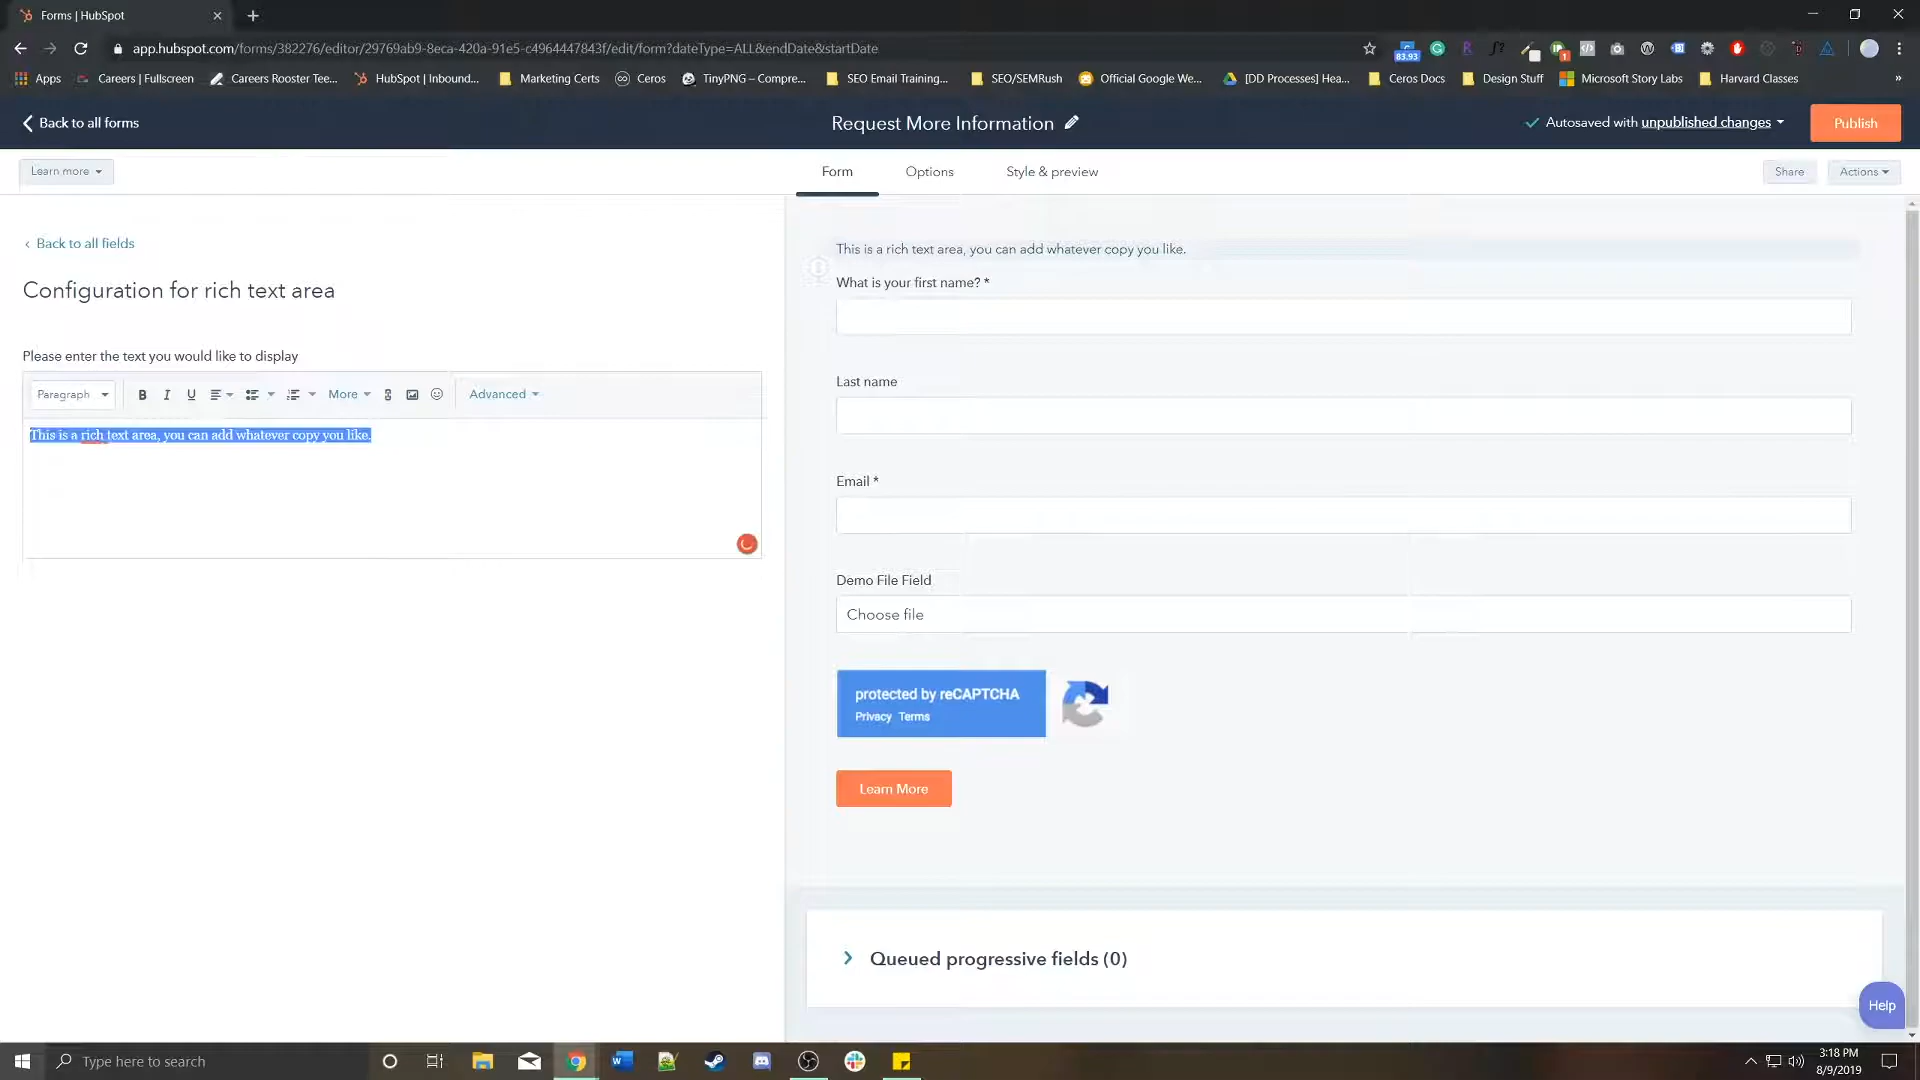 Forms | HubSpot
app.hubspot.com/forms/382276/editor/29769ab9-8eca-420a-91e5-c4964447843f/edit/form?dateType=ALL&endDate&startDate
83.93
1
Apps
Careers | Fullscreen
Careers Rooster Tee...
HubSpot | Inbound...
Marketing Certs
Ceros
TinyPNG – Compre...
SEO Email Training...
SEO/SEMRush
Official Google We...
[DD Processes] Hea...
Ceros Docs
Design Stuff
Microsoft Story Labs
Harvard Classes
»
Back to all forms
Request More Information
Autosaved with unpublished changes
Publish
Learn more
Form
Options
Style & preview
Share
Actions
Back to all fields
Configuration for rich text area
Please enter the text you would like to display
Paragraph
B I U
More
Advanced
This is a rich text area, you can add whatever copy you like.
This is a rich text area, you can add whatever copy you like.
What is your first name? *
Last name
Email *
Demo File Field
Choose file
protected by reCAPTCHA
Privacy Terms
Learn More
Queued progressive fields (0)
Help
Type here to search
3:18 PM
8/9/2019